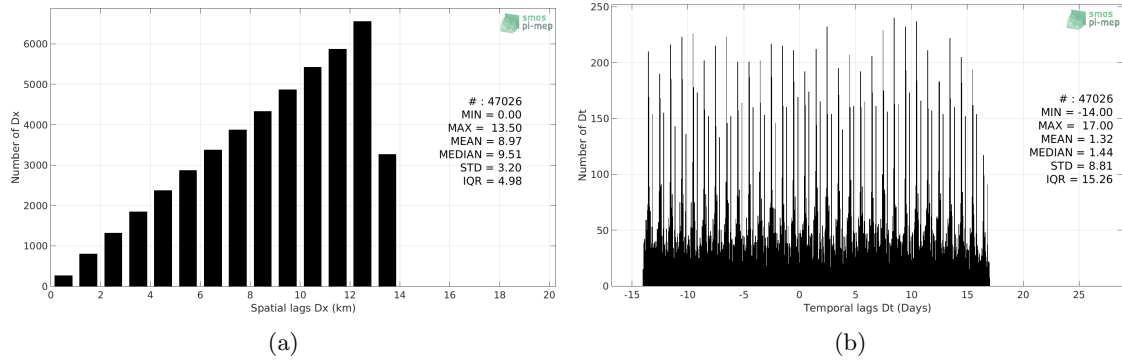 smos
pi-mep
6000
5000
4000
3000
2000
1000
0
Number of Dx
# : 47026
MIN = 0.00
MAX = 13.50
MEAN = 8.97
MEDIAN = 9.51
STD = 3.20
IQR = 4.98
0 2 4 6 8 10 12 14 16 18 20
Spatial lags Dx (km)
(a)
smos
pi-mep
250
200
150
100
50
0
Number of Dt
# : 47026
MIN = -14.00
MAX = 17.00
MEAN = 1.32
MEDIAN = 1.44
STD = 8.81
IQR = 15.26
-15 -10 -5 0 5 10 15 20 25
Temporal lags Dt (Days)
(b)